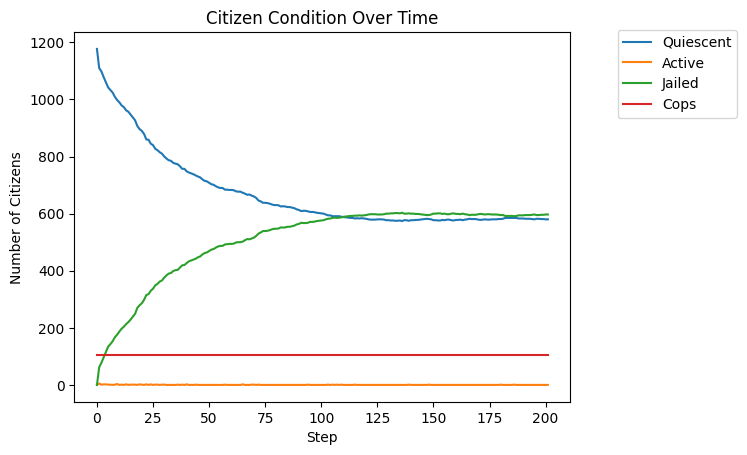 Citizen Condition Over Time
Quiescent
Active
Jailed
Cops
Number of Citizens
1200
1000
800
600
400
200
0
0 25 50 75 100 125 150 175 200
Step